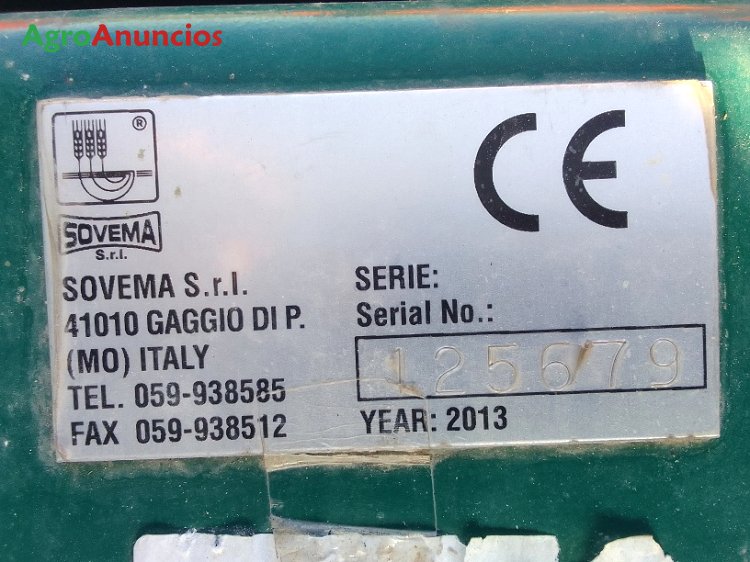 AgroAnuncios
®
CE
SOVEMA
S.r.l.
SOVEMA S.r.l.
41010 GAGGIO DI P.
(MO) ITALY
TEL. 059-938585
FAX 059-938512
SERIE:
Serial No.:
125679
YEAR: 2013